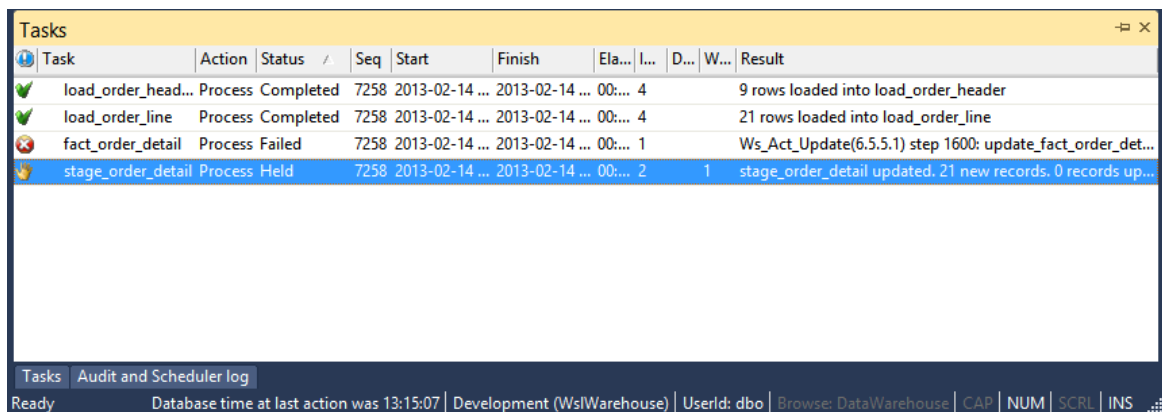 Tasks
Task Action Status Seq Start Finish Ela... I... D... W... Result
load_order_head... Process Completed 7258 2013-02-14 ... 2013-02-14 ... 00:... 4 9 rows loaded into load_order_header
load_order_line Process Completed 7258 2013-02-14 ... 2013-02-14 ... 00:... 4 21 rows loaded into load_order_line
fact_order_detail Process Failed 7258 2013-02-14 ... 2013-02-14 ... 00:... 1 Ws_Act_Update(6.5.5.1) step 1600: update_fact_order_det...
stage_order_detail Process Held 7258 2013-02-14 ... 2013-02-14 ... 00:... 2 1 stage_order_detail updated. 21 new records. 0 records up...
Tasks Audit and Scheduler log
Ready Database time at last action was 13:15:07 Development (WslWarehouse) UserId: dbo Browse: DataWarehouse CAP NUM SCRL INS